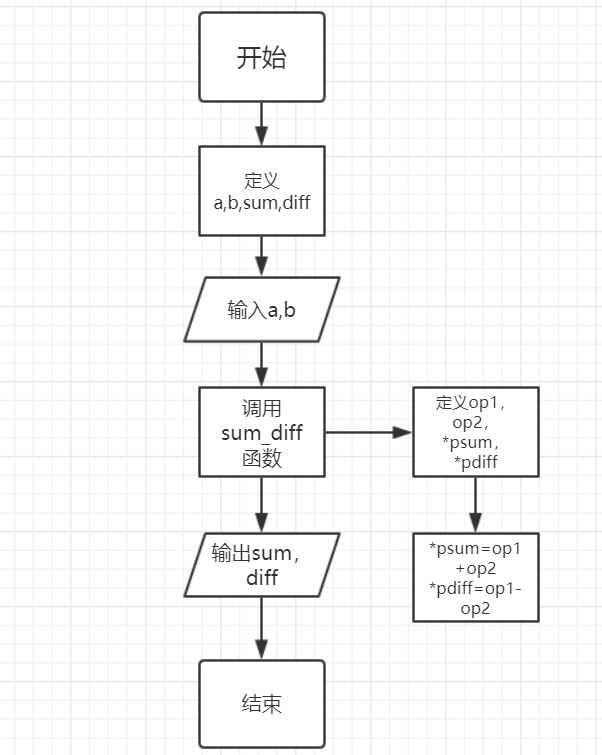 开始
定义
a,b,sum,diff
输入a,b
调用
sum_diff
函数
定义op1，
op2，
*psum，
*pdiff
输出sum，
diff
*psum=op1
+op2
*pdiff=op1-
op2
结束